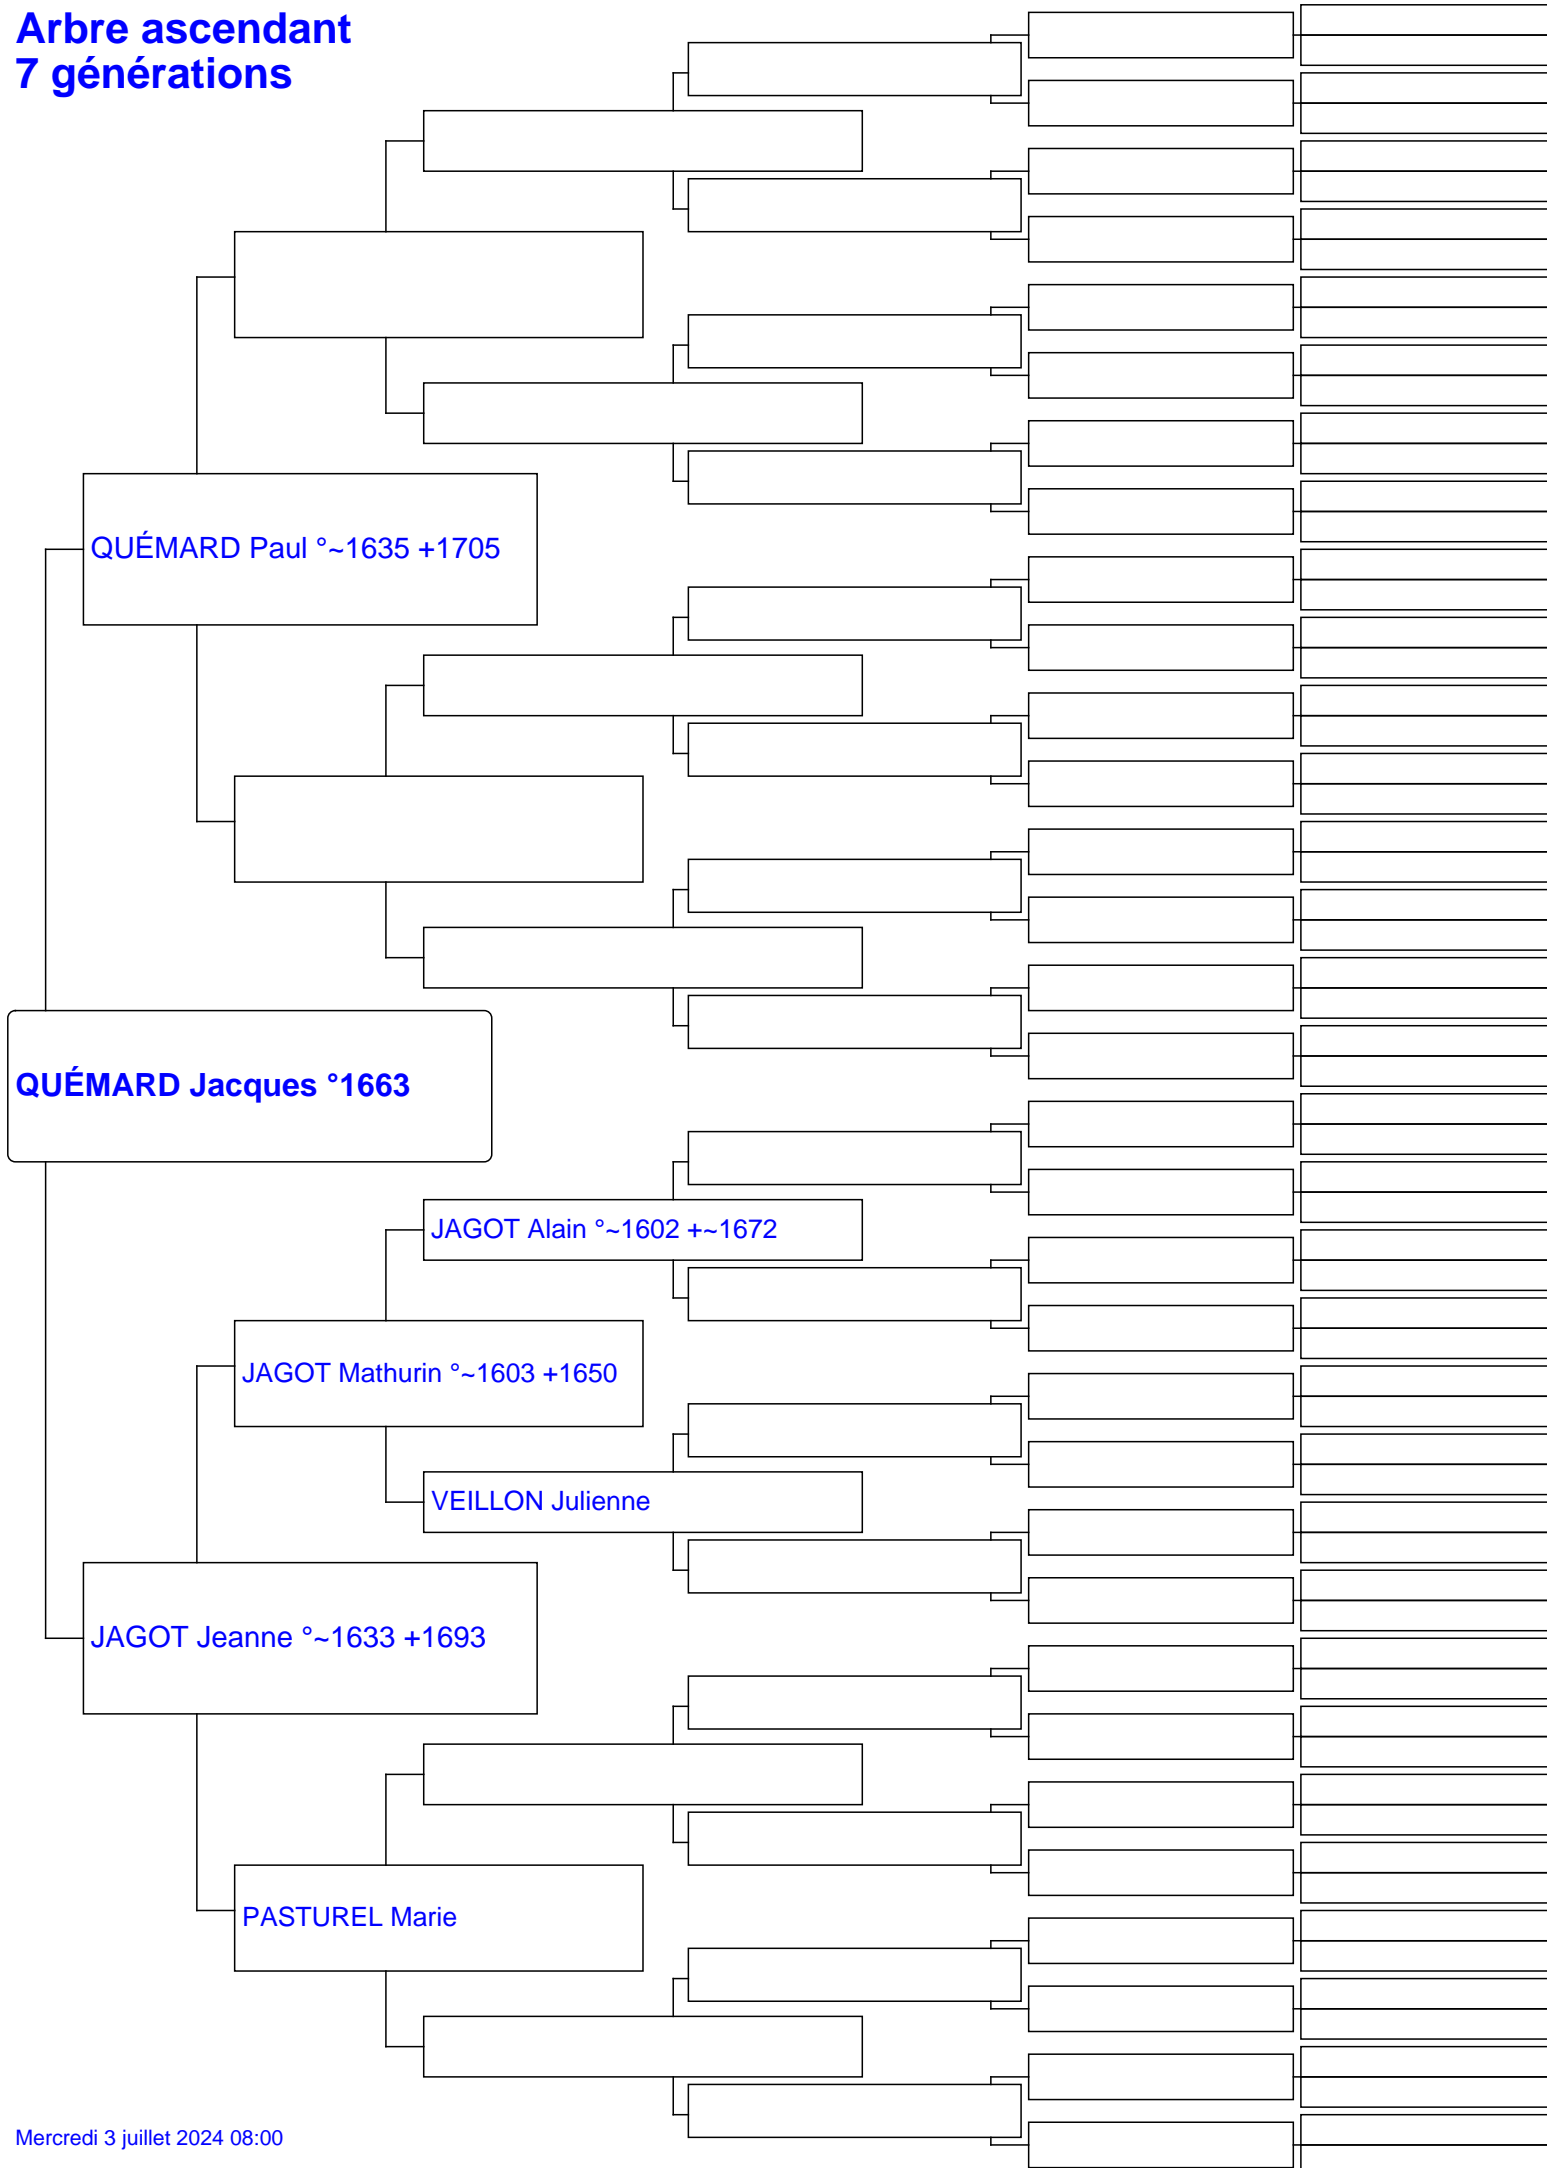 Arbre ascendant
7 générations
QUÉMARD Paul °~1635 +1705
QUÉMARD Jacques °1663
JAGOT Alain °~1602 +~1672
JAGOT Mathurin °~1603 +1650
VEILLON Julienne
JAGOT Jeanne °~1633 +1693
PASTUREL Marie
Mercredi 3 juillet 2024 08:00